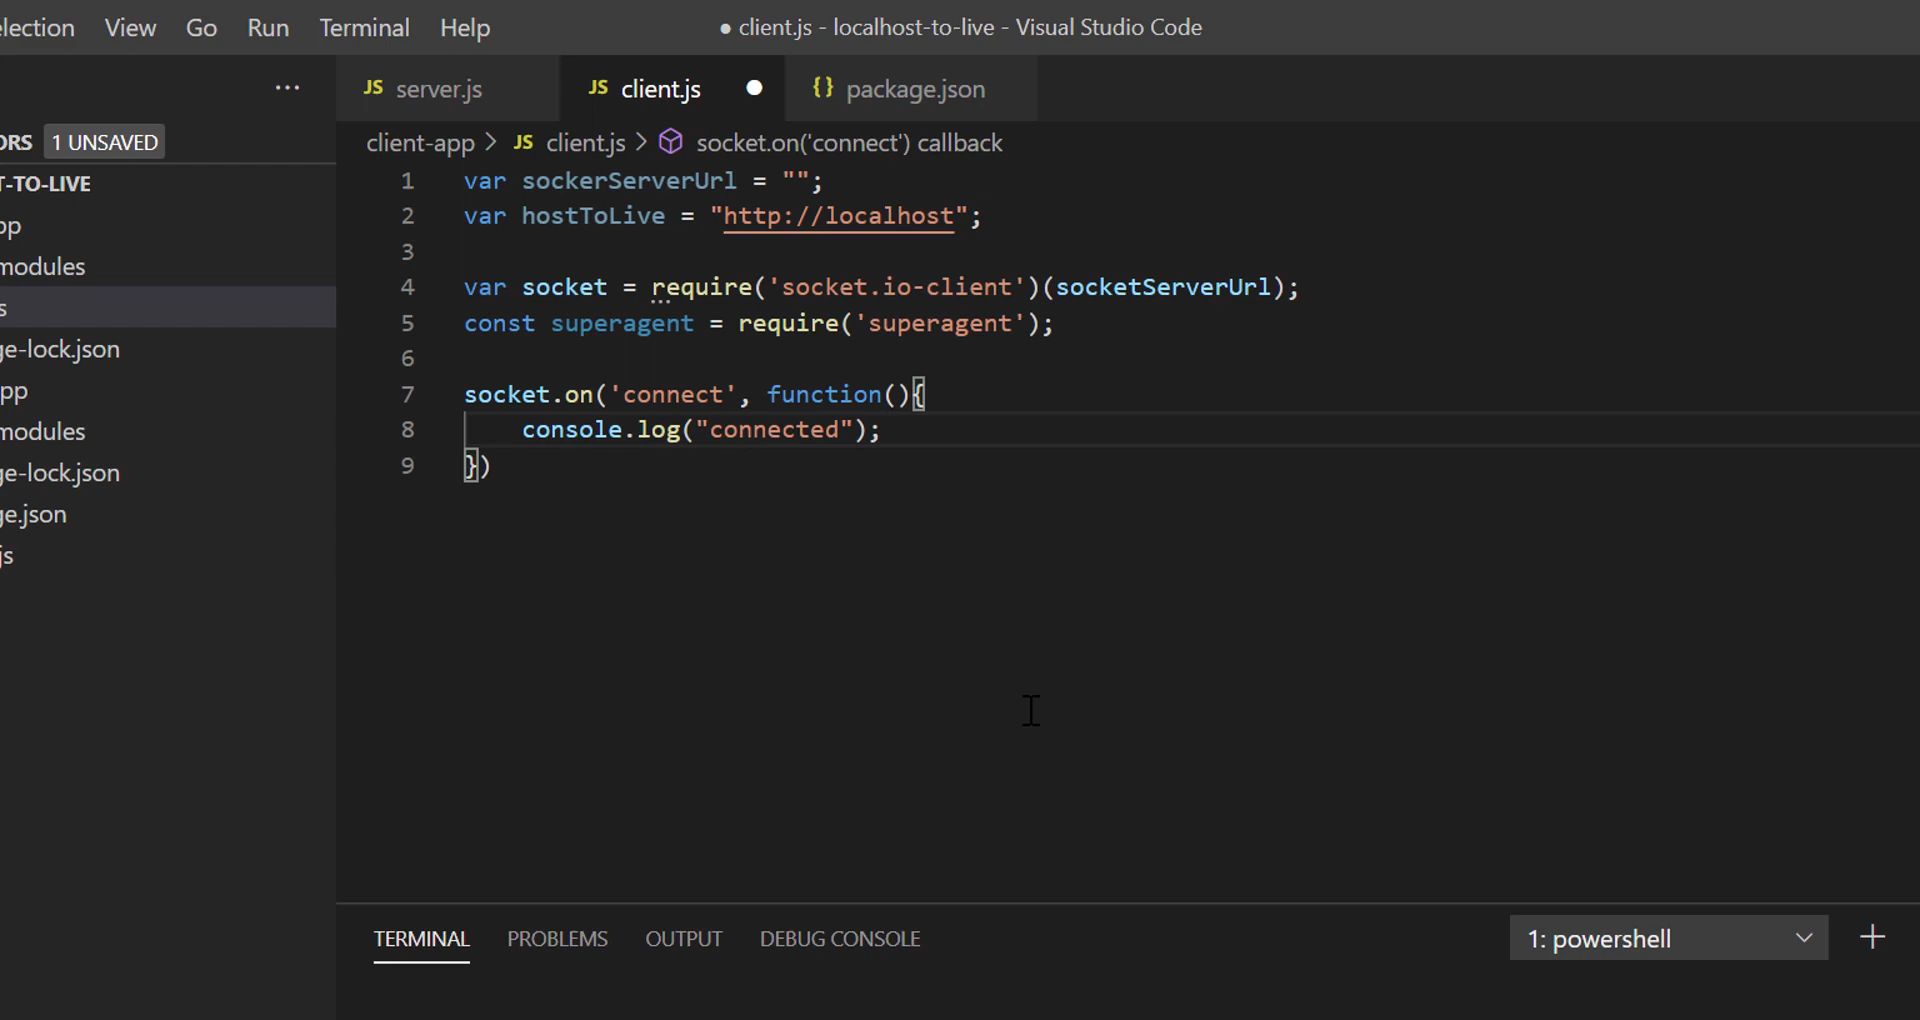 election View Go Run Terminal Help ● client.js - localhost-to-live - Visual Studio Code
··· JS server.js JS client.js ● {} package.json
ORS 1 UNSAVED
client-app > JS client.js > socket.on('connect') callback
T-TO-LIVE
pp
modules
s
ge-lock.json
pp
modules
ge-lock.json
ge.json
js
1 var sockerServerUrl = "";
2 var hostToLive = "http://localhost";
3
4 var socket = require('socket.io-client')(socketServerUrl);
5 const superagent = require('superagent');
6
7 socket.on('connect', function(){
8     console.log("connected");
9 })
TERMINAL PROBLEMS OUTPUT DEBUG CONSOLE 1: powershell